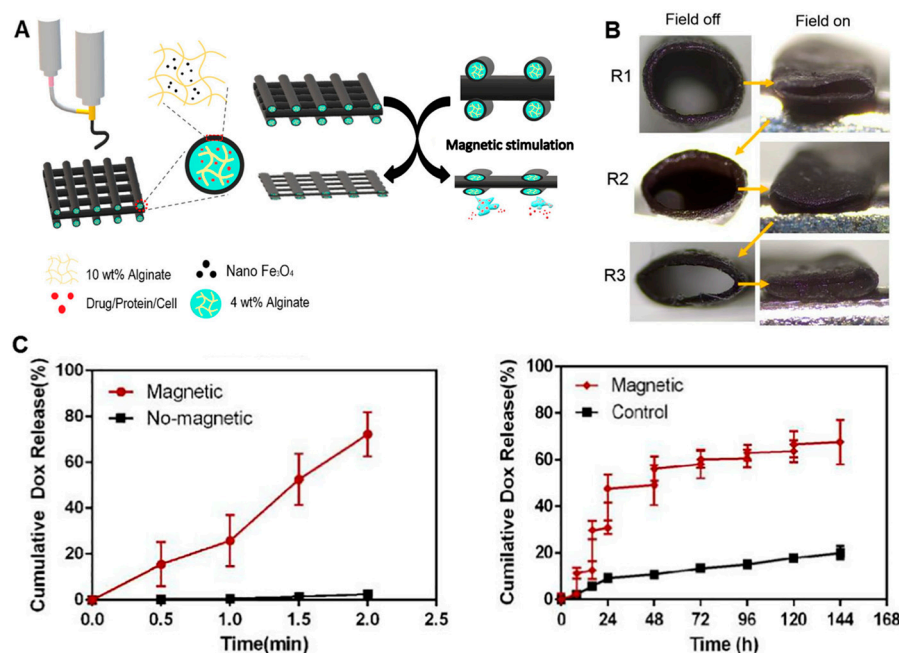 A
Magnetic stimulation
10 wt% Alginate
Nano Fe₃O₄
Drug/Protein/Cell
4 wt% Alginate
B
Field off
Field on
R1
R2
R3
C
Cumulative Dox Release(%)
100
80
60
40
20
0
Magnetic
No-magnetic
0.0
0.5
1.0
1.5
2.0
2.5
Time(min)
Cumilative Dox Release(%)
100
80
60
40
20
0
Magnetic
Control
0
24
48
72
96
120
144
168
Time (h)